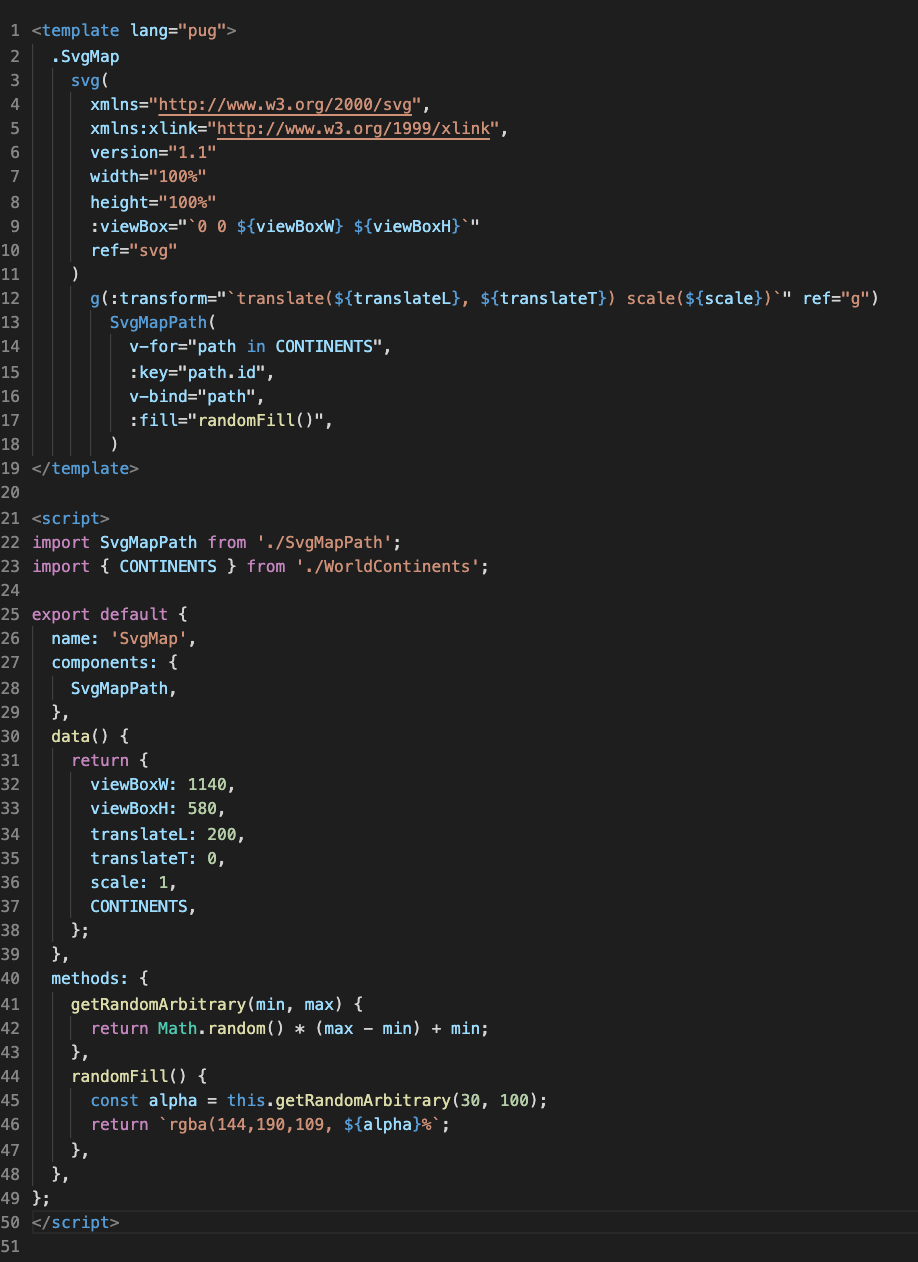 1 <template lang="pug">
2   .SvgMap
3     svg(
4       xmlns="http://www.w3.org/2000/svg",
5       xmlns:xlink="http://www.w3.org/1999/xlink",
6       version="1.1"
7       width="100%"
8       height="100%"
9       :viewBox="`0 0 ${viewBoxW} ${viewBoxH}`"
10       ref="svg"
11     )
12       g(:transform="`translate(${translateL}, ${translateT}) scale(${scale})`" ref="g")
13         SvgMapPath(
14           v-for="path in CONTINENTS",
15           :key="path.id",
16           v-bind="path",
17           :fill="randomFill()",
18         )
19 </template>
20
21 <script>
22 import SvgMapPath from './SvgMapPath';
23 import { CONTINENTS } from './WorldContinents';
24
25 export default {
26   name: 'SvgMap',
27   components: {
28     SvgMapPath,
29   },
30   data() {
31     return {
32       viewBoxW: 1140,
33       viewBoxH: 580,
34       translateL: 200,
35       translateT: 0,
36       scale: 1,
37       CONTINENTS,
38     };
39   },
40   methods: {
41     getRandomArbitrary(min, max) {
42       return Math.random() * (max - min) + min;
43     },
44     randomFill() {
45       const alpha = this.getRandomArbitrary(30, 100);
46       return `rgba(144,190,109, ${alpha}%`;
47     },
48   },
49 };
50 </script>
51